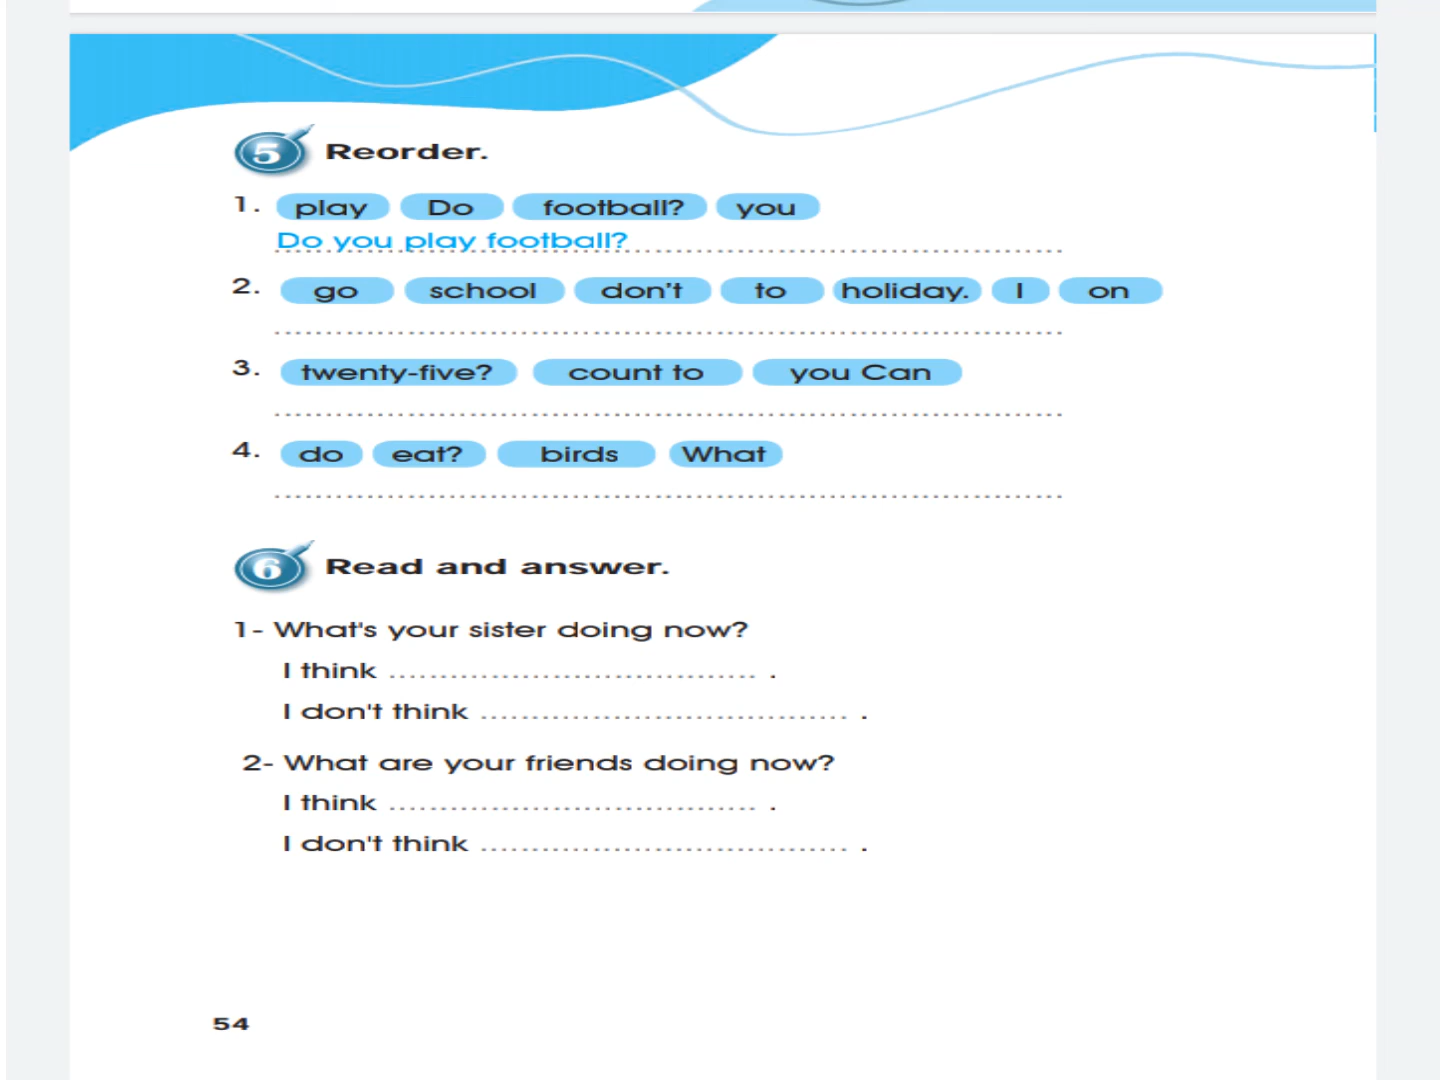 5 Reorder.
1. play Do football? you
Do you play football?
2. go school don't to holiday. I on
3. twenty-five? count to you Can
4. do eat? birds What
6 Read and answer.
1- What's your sister doing now?
I think .................................... .
I don't think .................................... .
2- What are your friends doing now?
I think .................................... .
I don't think .................................... .
54